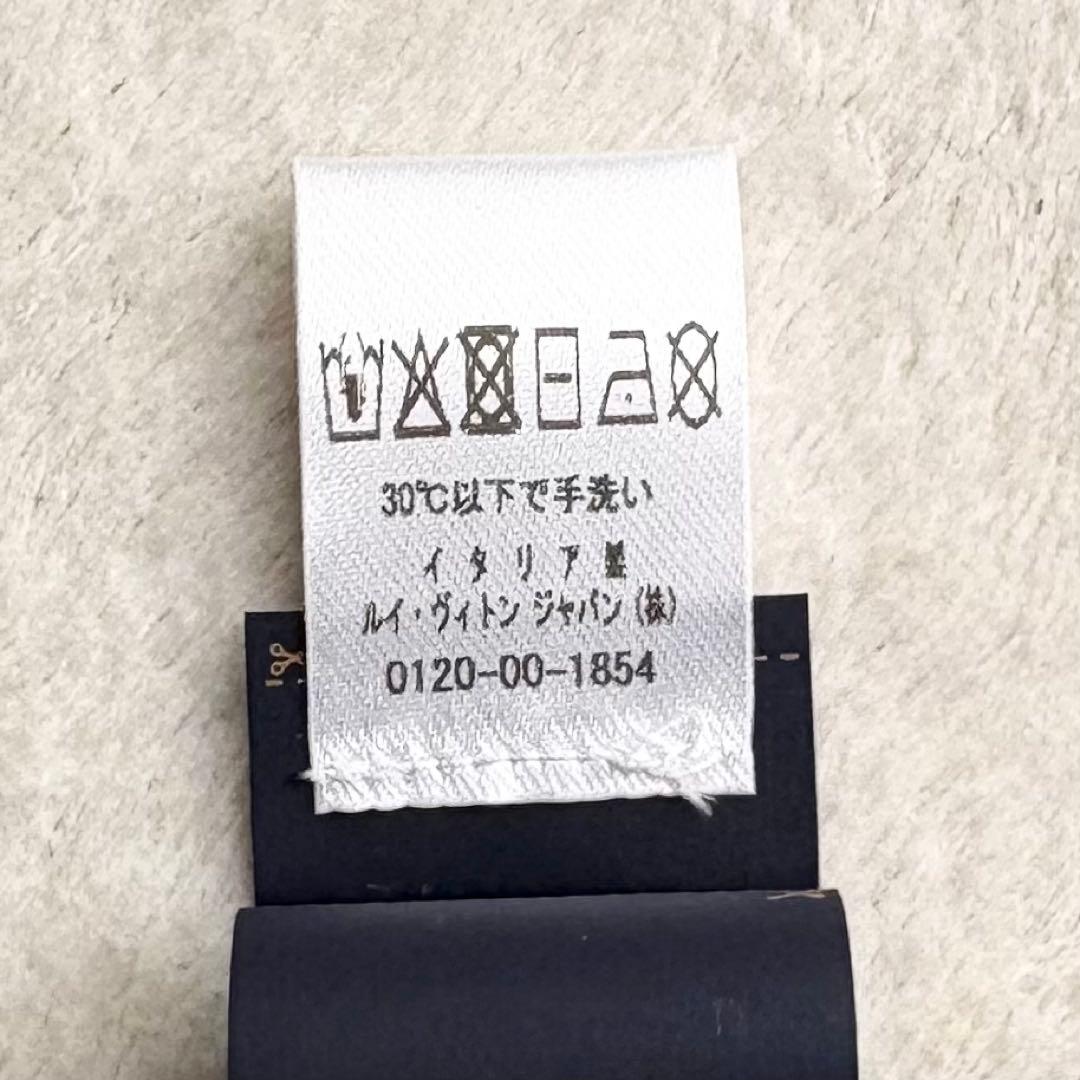 30℃以下で手洗い
イタリア製
ルイ・ヴィトン ジャパン (株)
0120-00-1854